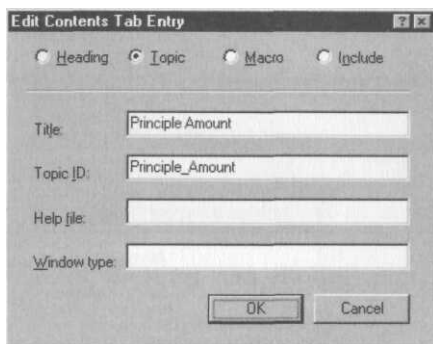 Edit Contents Tab Entry
Heading Topic Macro Include
Title: Principle Amount
Topic ID: Principle_Amount
Help file:
Window type:
OK Cancel